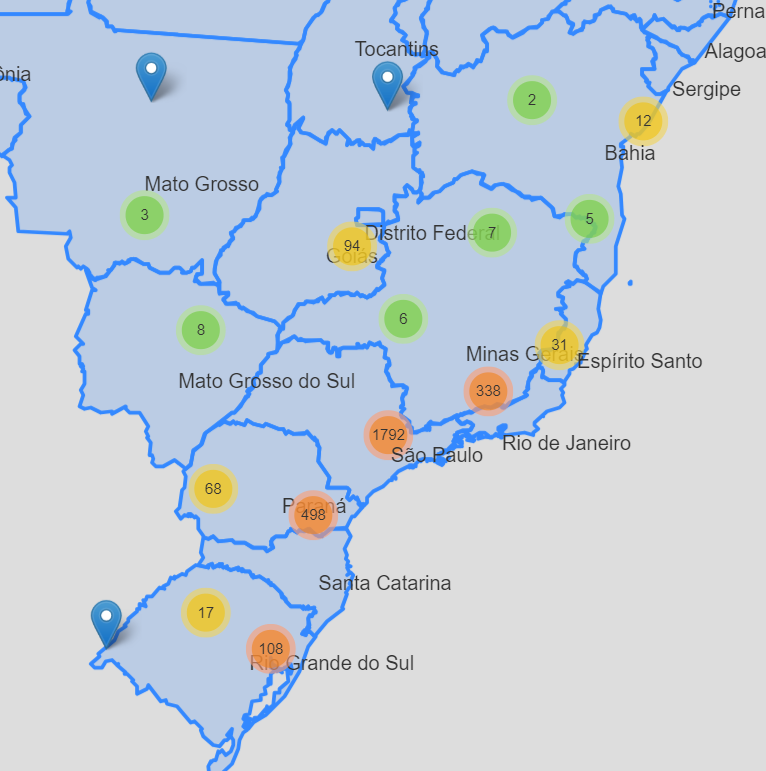 Perna
Tocantins
Alagoa
ônia
Sergipe
2
12
Bahia
Mato Grosso
3
5
7
Distrito Federal
94
Goiás
6
8
31
Minas Gerais
Espírito Santo
Mato Grosso do Sul
338
1792
Rio de Janeiro
São Paulo
68
Paraná
498
Santa Catarina
17
108
Rio Grande do Sul